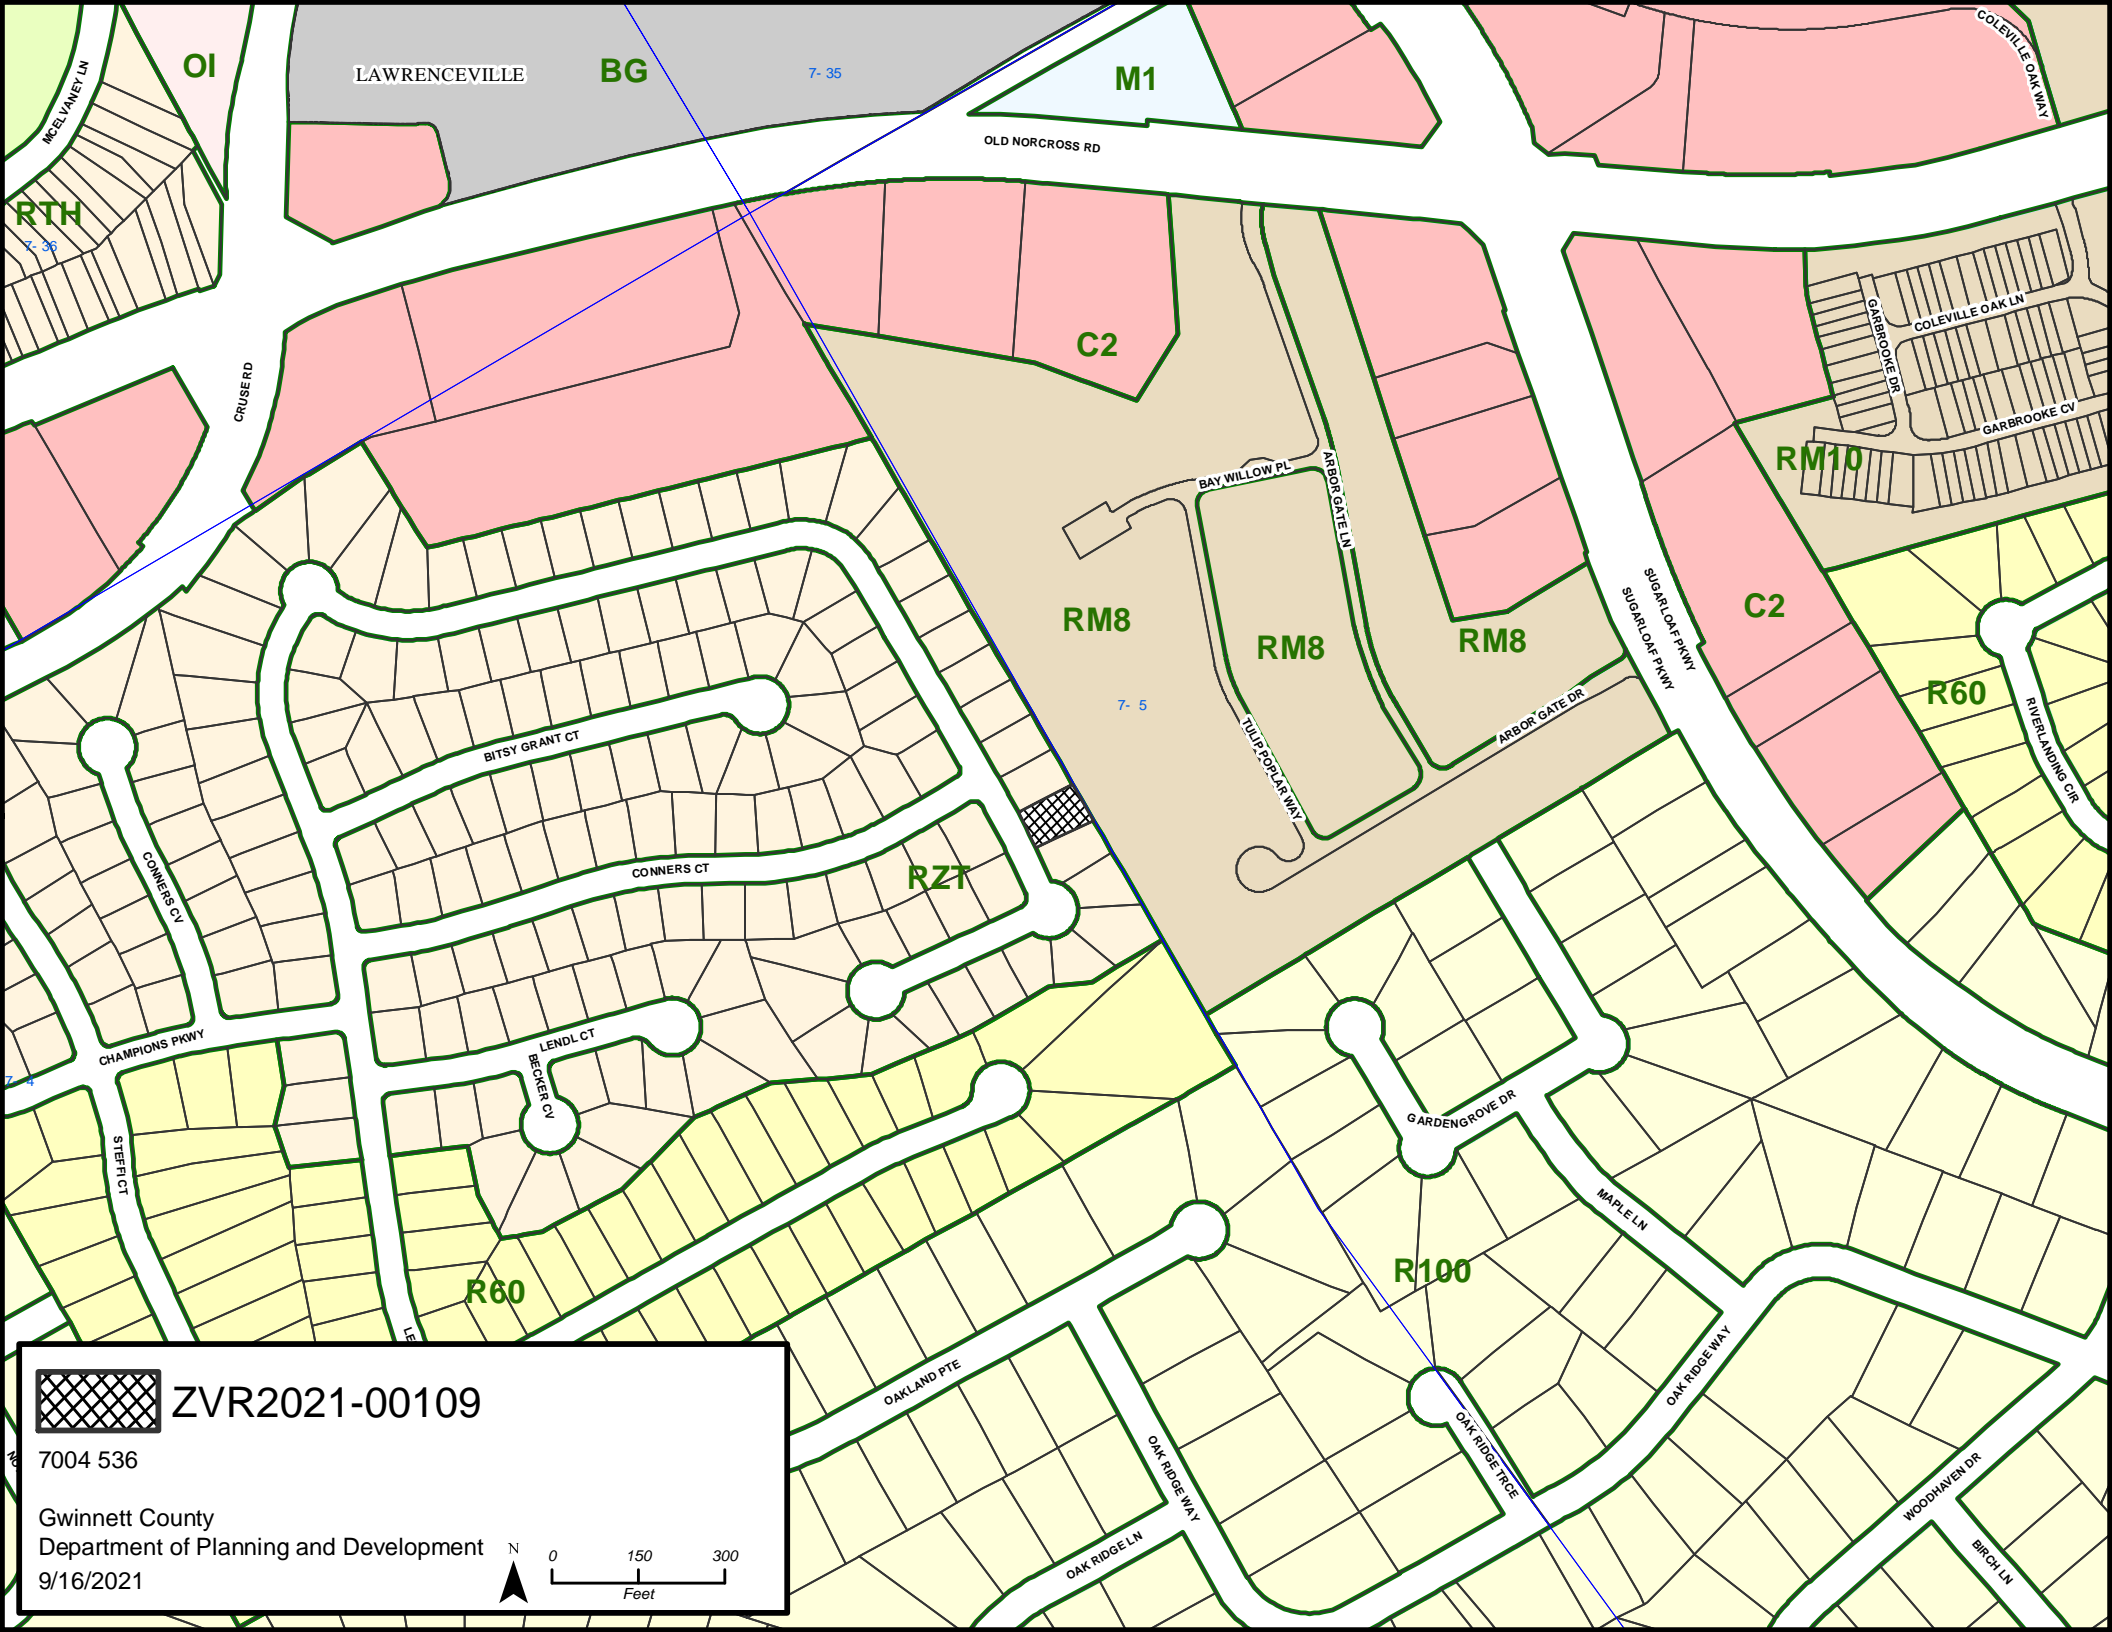 MCELVANEY LN
OI
LAWRENCEVILLE
BG
7- 35
M1
COLEVILLE OAK WAY
OLD NORCROSS RD
RTH
7- 36
CRUSE RD
C2
GARBROOKE DR
COLEVILLE OAK LN
GARBROOKE CV
RM10
BAY WILLOW PL
ARBOR GATE LN
RM8
RM8
RM8
SUGARLOAF PKWY
SUGARLOAF PKWY
C2
R60
RIVERLANDING CIR
7- 5
TULIP POPLAR WAY
ARBOR GATE DR
BITSY GRANT CT
CONNERS CV
CONNERS CT
RZT
CHAMPIONS PKWY
LENDL CT
BECKER CV
7- 4
STEFFI CT
GARDENGROVE DR
MAPLE LN
R100
R60
LE
OAKLAND PTE
OAK RIDGE WAY
OAK RIDGE WAY
OAK RIDGE TRCE
OAK RIDGE LN
WOODHAVEN DR
BIRCH LN
ZVR2021-00109
7004 536
Gwinnett County
Department of Planning and Development
9/16/2021
N
0 150 300
Feet